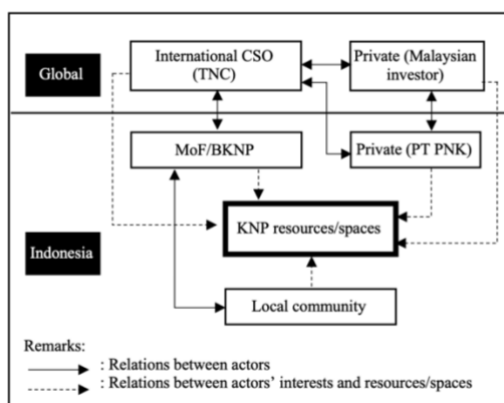 Global
International CSO
(TNC)
Private (Malaysian
investor)
MoF/BKNP
Private (PT PNK)
KNP resources/spaces
Indonesia
Local community
Remarks:
: Relations between actors
: Relations between actors' interests and resources/spaces